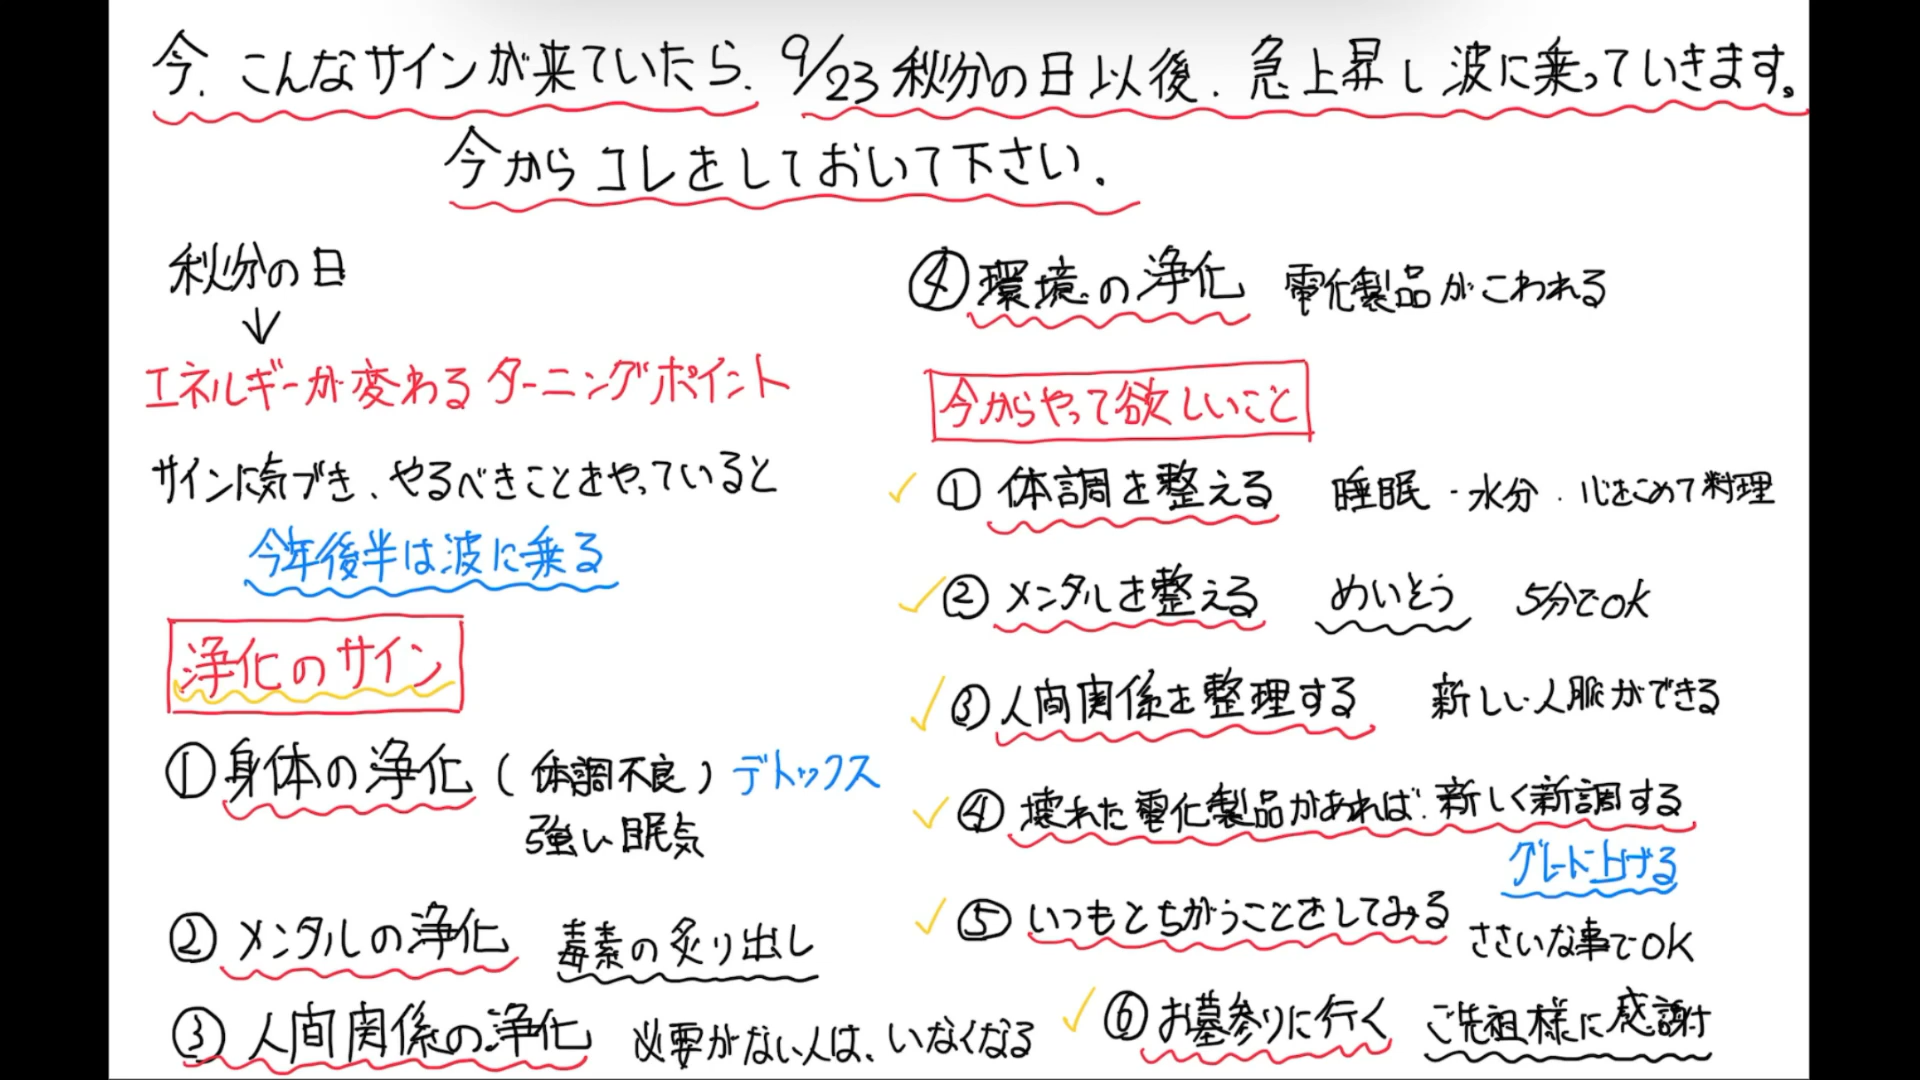 今、こんなサインが来ていたら、9/23 秋分の日以後、急上昇し波に乗っていきます。
今からコレをしておいて下さい.
秋分の日
↓
エネルギーが変わるターニングポイント
サインに気づき、やるべきことをやっていると
今年後半は波に乗る
浄化のサイン
①身体の浄化 (体調不良) デトックス
強い眠気
②メンタルの浄化 毒素の炙り出し
③人間関係の浄化 必要がない人は、いなくなる
④環境の浄化 電化製品がこわれる
今からやって欲しいこと
✓①体調を整える 睡眠・水分・心をこめて料理
✓②メンタルを整える めいそう 5分でOK
✓③人間関係を整理する 新しい人脈ができる
✓④壊れた電化製品があれば、新しく新調する
グレード上げる
✓⑤いつもとちがうことをしてみる
ささいな事でOK
✓⑥お墓参りに行く ご先祖様に感謝